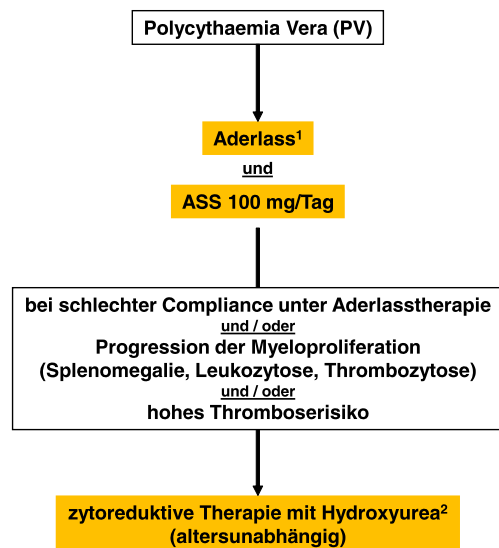 Polycythaemia Vera (PV)
Aderlass¹
und
ASS 100 mg/Tag
bei schlechter Compliance unter Aderlasstherapie
und / oder
Progression der Myeloproliferation
(Splenomegalie, Leukozytose, Thrombozytose)
und / oder
hohes Thromboserisiko
zytoreduktive Therapie mit Hydroxyurea²
(altersunabhängig)